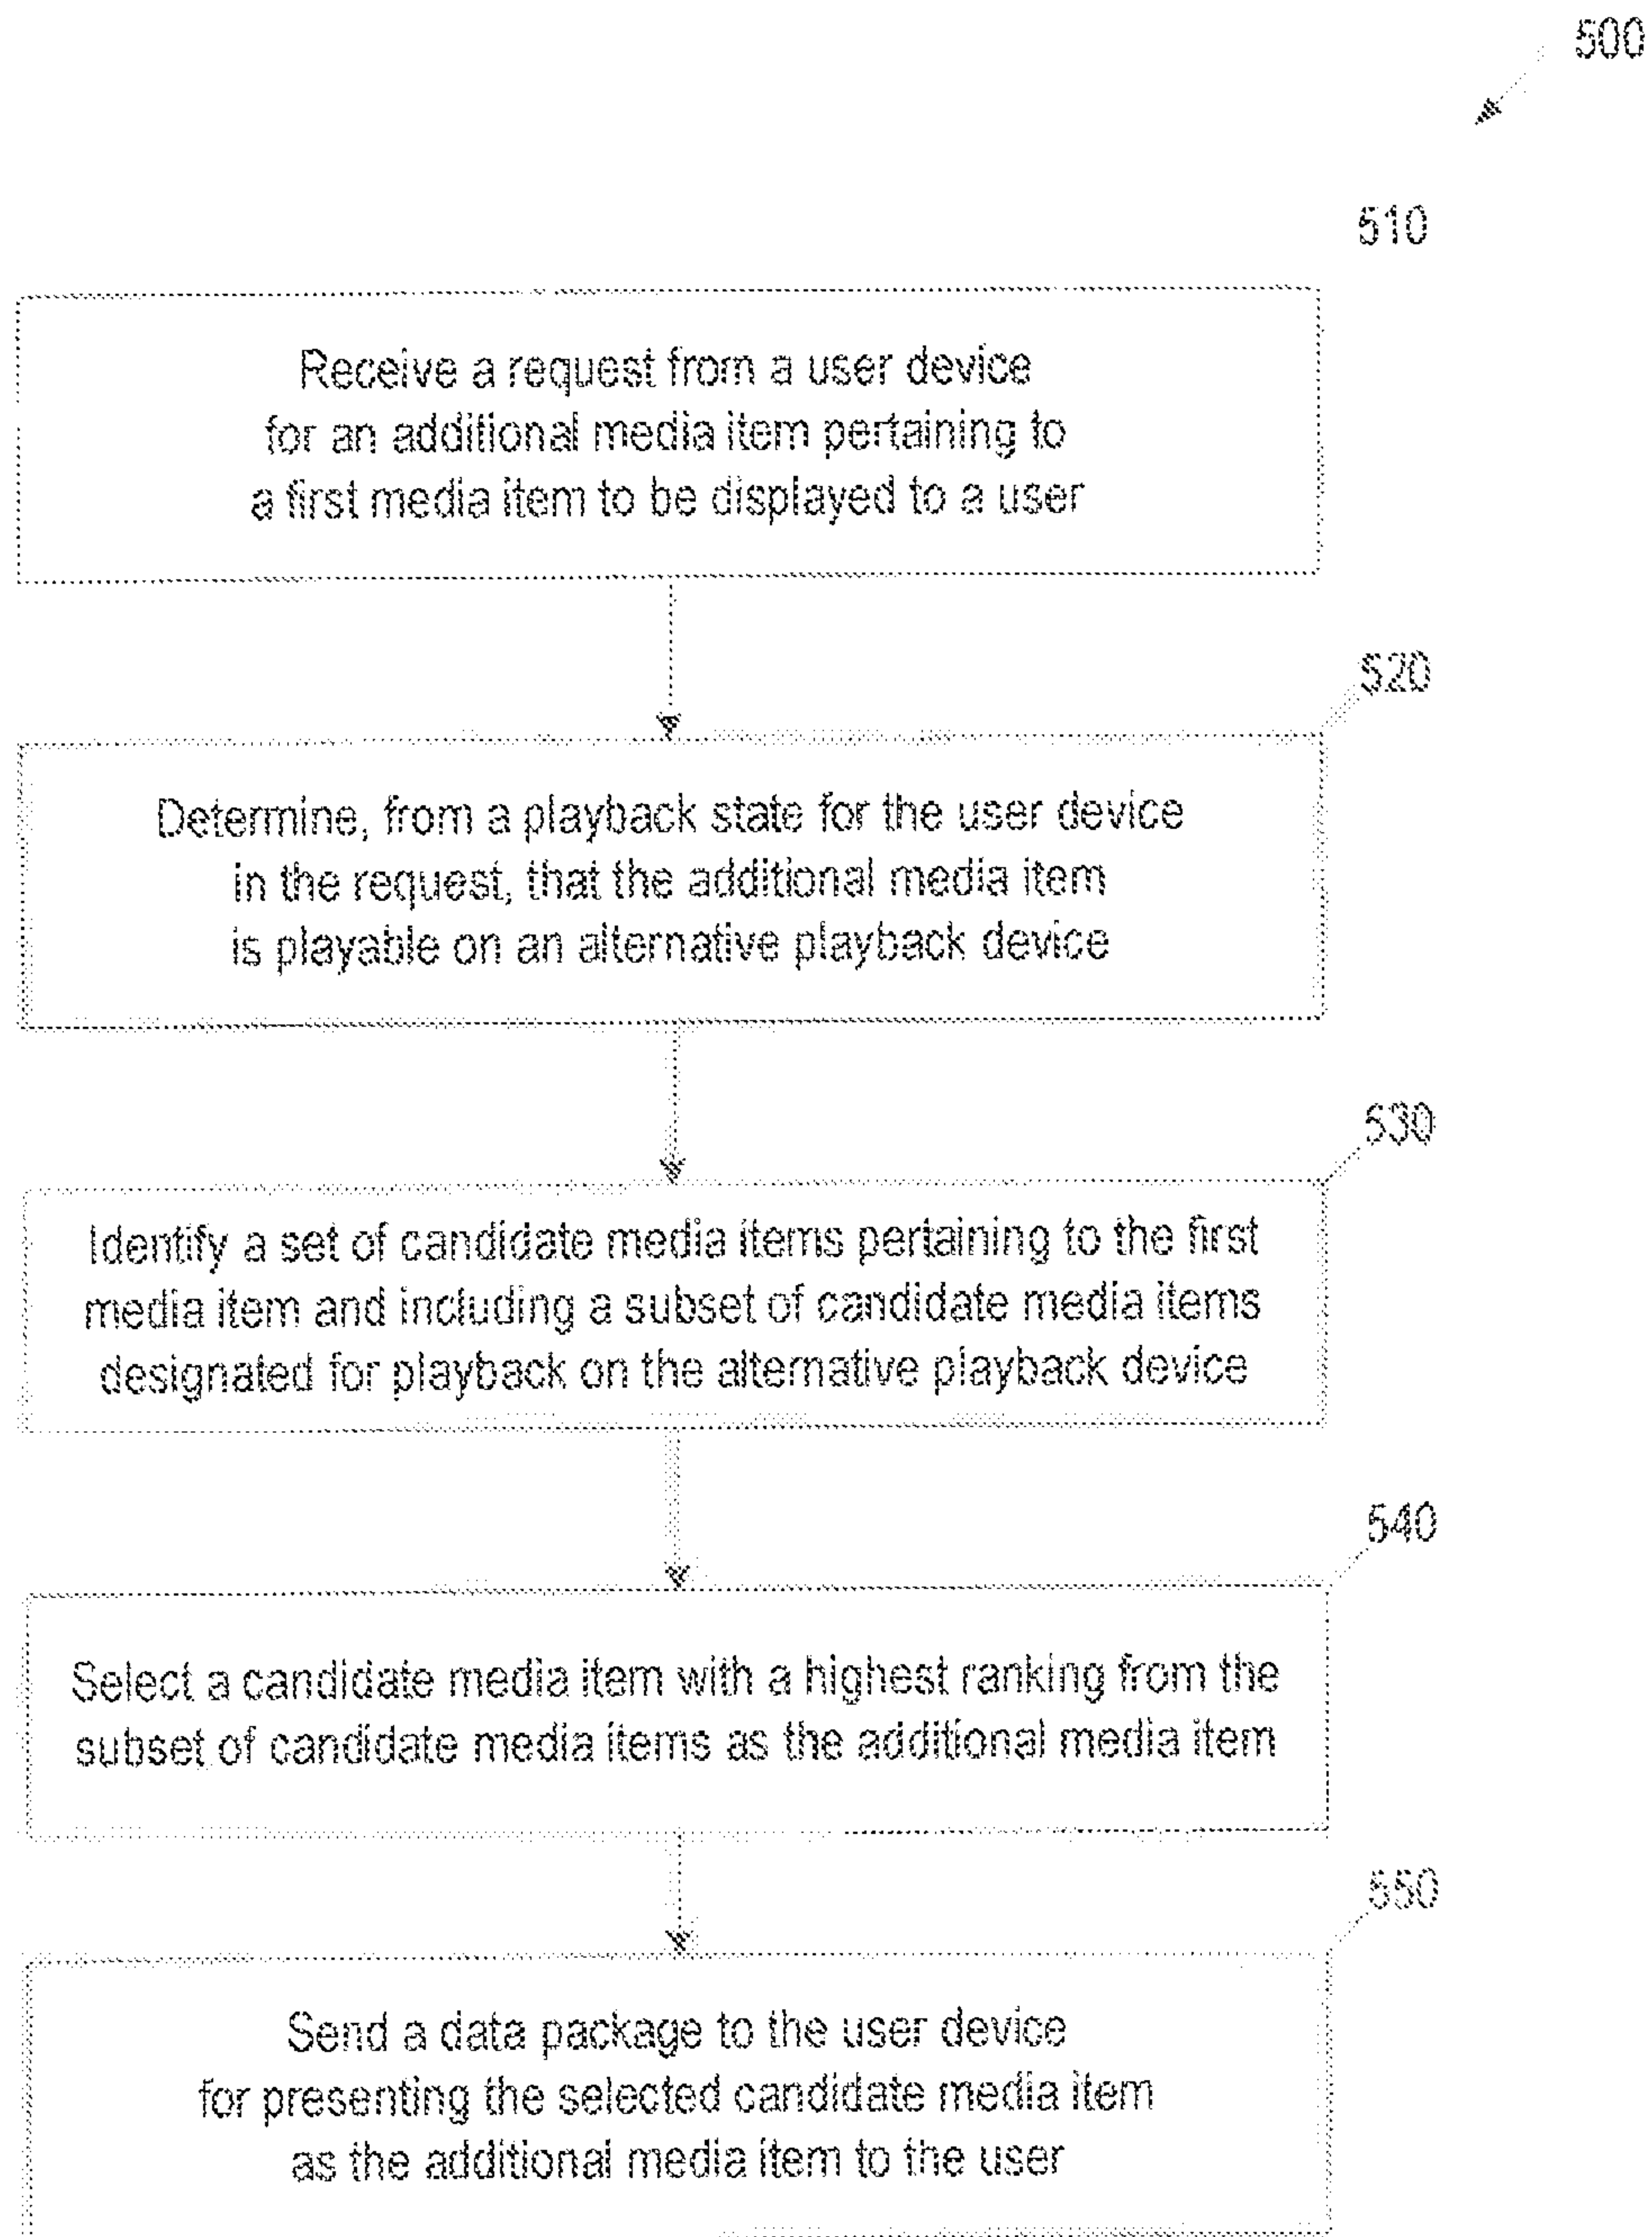 500
510
Receive a request from a user device
for an additional media item pertaining to
a first media item to be displayed to a user
520
Determine, from a playback state for the user device
in the request, that the additional media item
is playable on an alternative playback device
530
Identify a set of candidate media items pertaining to the first
media item and including a subset of candidate media items
designated for playback on the alternative playback device
540
Select a candidate media item with a highest ranking from the
subset of candidate media items as the additional media item
550
Send a data package to the user device
for presenting the selected candidate media item
as the additional media item to the user